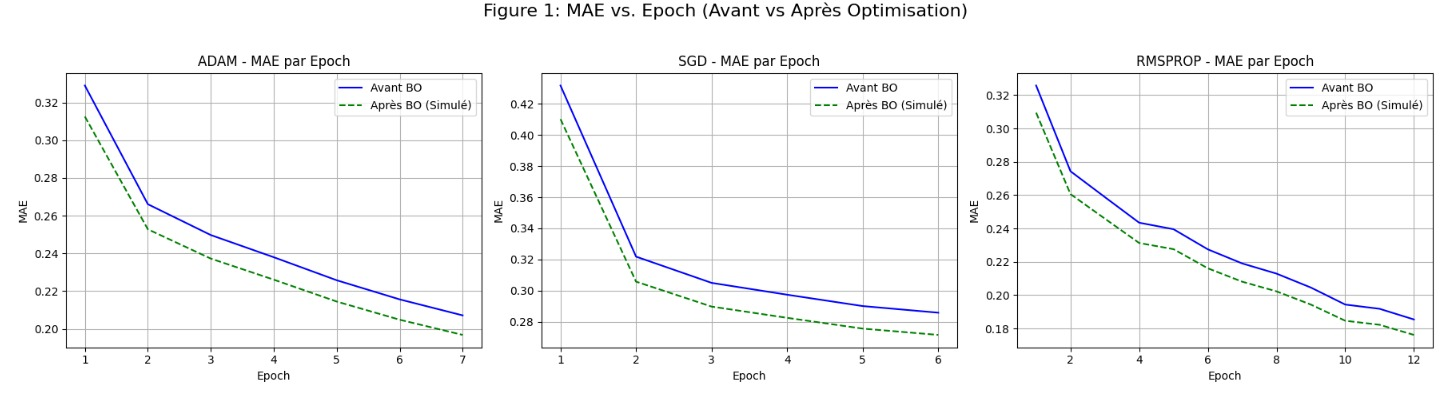 Figure 1: MAE vs. Epoch (Avant vs Après Optimisation)
ADAM - MAE par Epoch
Avant BO
Après BO (Simulé)
MAE
0.32
0.30
0.28
0.26
0.24
0.22
0.20
1 2 3 4 5 6 7
Epoch
SGD - MAE par Epoch
Avant BO
Après BO (Simulé)
MAE
0.42
0.40
0.38
0.36
0.34
0.32
0.30
0.28
1 2 3 4 5 6
Epoch
RMSPROP - MAE par Epoch
Avant BO
Après BO (Simulé)
MAE
0.32
0.30
0.28
0.26
0.24
0.22
0.20
0.18
2 4 6 8 10 12
Epoch